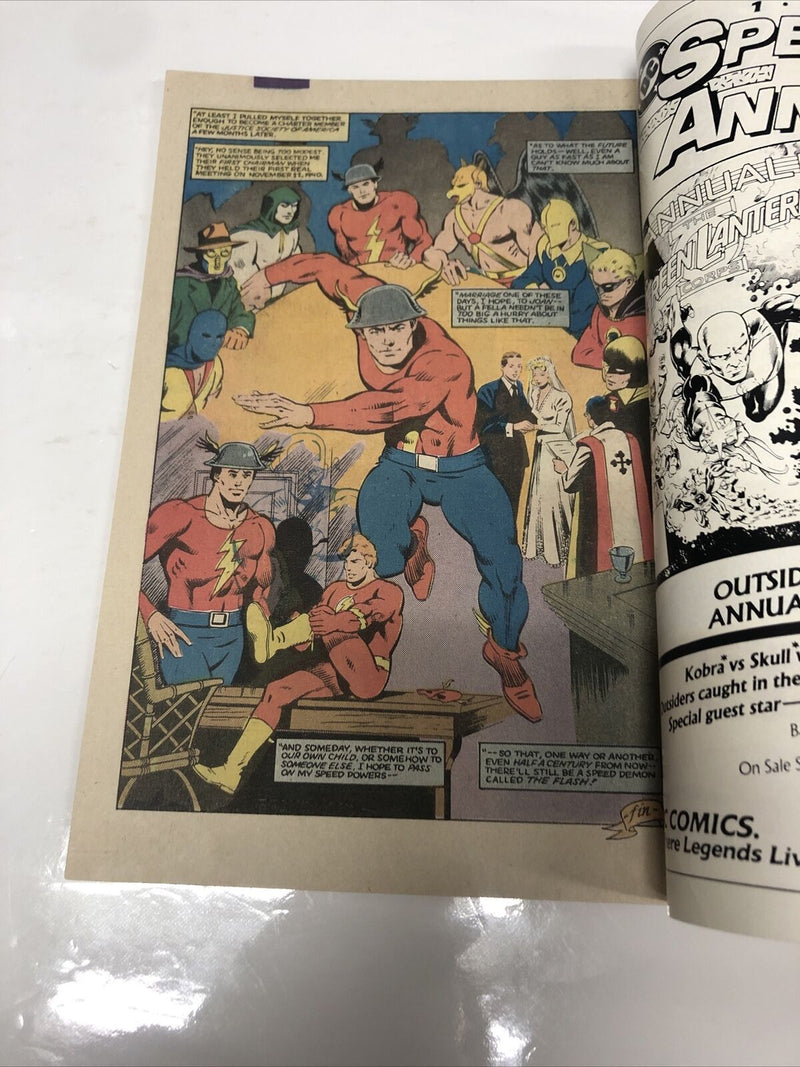 "AT LEAST I PULLED MYSELF TOGETHER
ENOUGH TO BECOME A CHARTER MEMBER
OF THE JUSTICE SOCIETY OF AMERICA
A FEW MONTHS LATER.
"HEY, NO SENSE BEING TOO MODEST
THEY UNANIMOUSLY SELECTED ME
THEIR FIRST CHAIRMAN WHEN
THEY HELD THEIR FIRST REAL
MEETING ON NOVEMBER 11, 1940.
"AS TO WHAT THE FUTURE
HOLDS-- WELL, EVEN A
GUY AS FAST AS I AM
CAN'T KNOW MUCH ABOUT
THAT.
"MARRIAGE ONE OF THESE
DAYS, I HOPE, TO JOAN--
BUT A FELLA NEEDN'T BE IN
TOO BIG A HURRY ABOUT
THINGS LIKE THAT.
"AND SOMEDAY, WHETHER IT'S TO
OUR OWN CHILD, OR SOMEHOW TO
SOMEONE ELSE, I HOPE TO PASS
ON MY SPEED POWERS--
"-- SO THAT, ONE WAY OR ANOTHER,
EVEN HALF A CENTURY FROM NOW--
THERE'LL STILL BE A SPEED DEMON
CALLED THE FLASH!"
-fin-
SPE
ANN
ANNUAL
THE
GREEN LANTERN
CORPS
OUTSID
ANNUA
Kobra* vs Skull
Outsiders caught in the
Special guest star—
B
On Sale S
COMICS.
ere Legends Liv